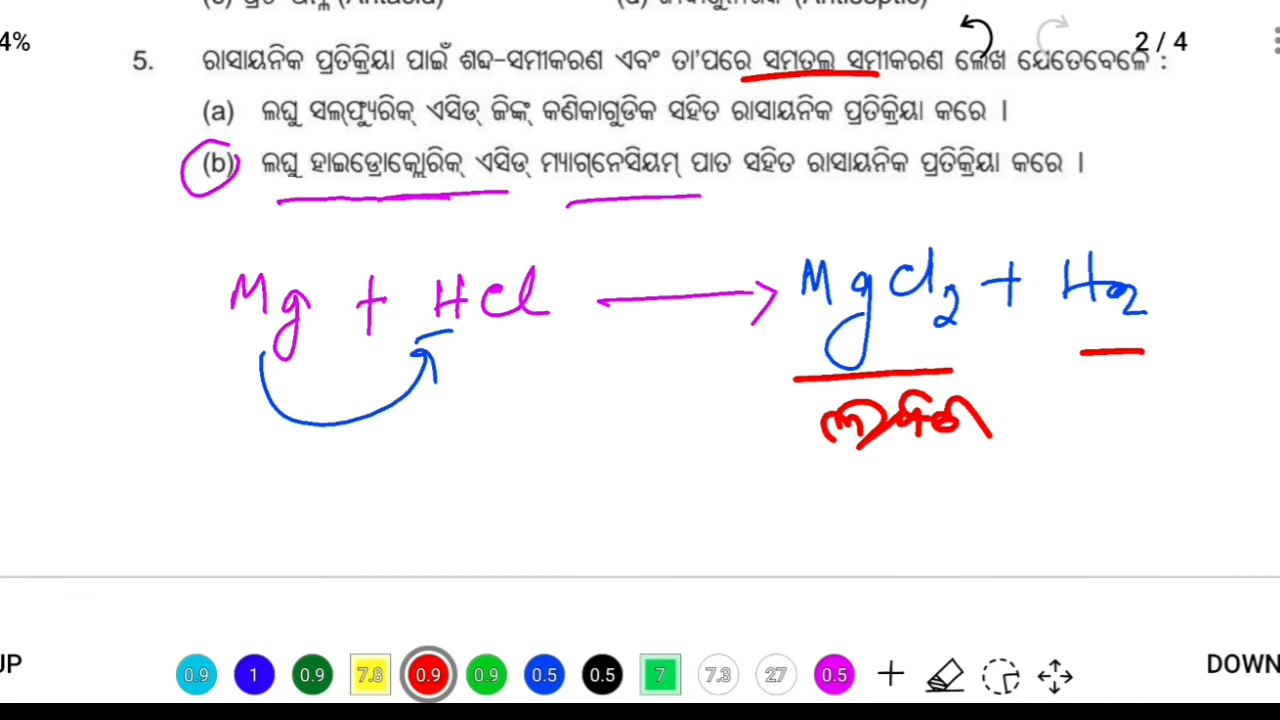 4%
2 / 4
5. ରାସାୟନିକ ପ୍ରତିକ୍ରିୟା ପାଇଁ ଶବ୍ଦ-ସମୀକରଣ ଏବଂ ତା'ପରେ ସମତୁଲ ସମୀକରଣ ଲେଖ ଯେତେବେଳେ :
(a) ଲଘୁ ସଲ୍‌ଫ୍ୟୁରିକ୍ ଏସିଡ୍ ଜିଙ୍କ୍ କଣିକାଗୁଡିକ ସହିତ ରାସାୟନିକ ପ୍ରତିକ୍ରିୟା କରେ ।
(b) ଲଘୁ ହାଇଡ୍ରୋକ୍ଲୋରିକ୍ ଏସିଡ୍ ମ୍ୟାଗ୍‌ନେସିୟମ୍ ପାତ ସହିତ ରାସାୟନିକ ପ୍ରତିକ୍ରିୟା କରେ ।
Mg + HCl ⟶ MgCl2 + H2
UP
0.9 1 0.9 7.8 0.9 0.9 0.5 0.5 7 7.3 27 0.5
DOWN